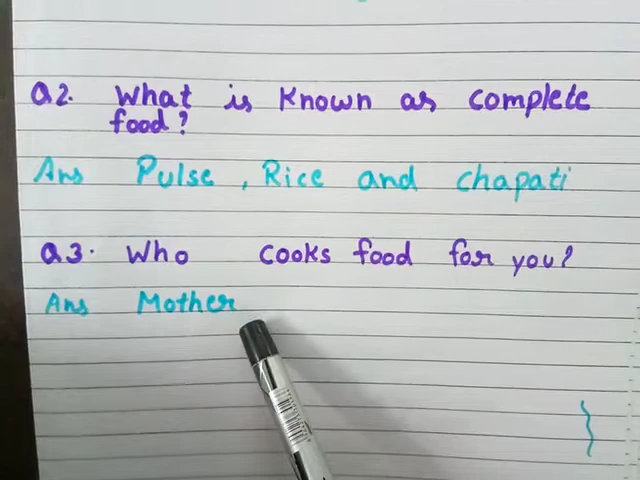 Q2. What is known as complete
food?
Ans Pulse, Rice and chapati
Q3. Who cooks food for you?
Ans Mother